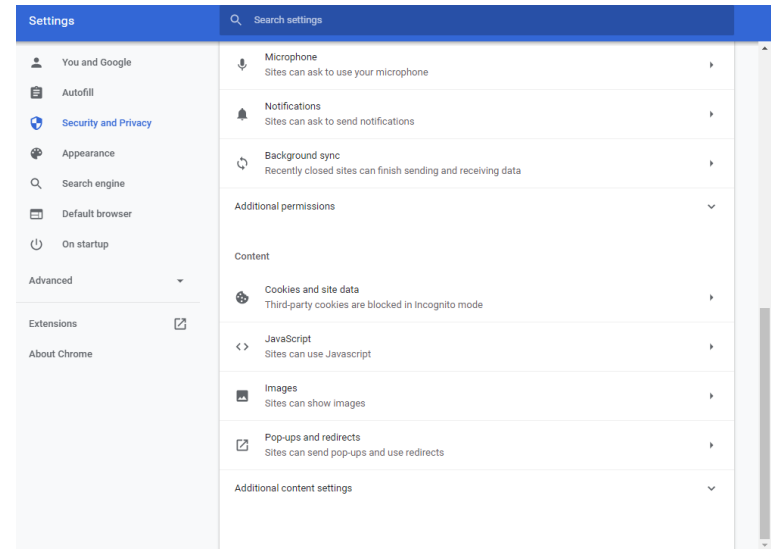 Settings
Search settings
You and Google
Autofill
Security and Privacy
Appearance
Search engine
Default browser
On startup
Advanced
Extensions
About Chrome
Microphone
Sites can ask to use your microphone
Notifications
Sites can ask to send notifications
Background sync
Recently closed sites can finish sending and receiving data
Additional permissions
Content
Cookies and site data
Third-party cookies are blocked in Incognito mode
JavaScript
Sites can use Javascript
Images
Sites can show images
Pop-ups and redirects
Sites can send pop-ups and use redirects
Additional content settings